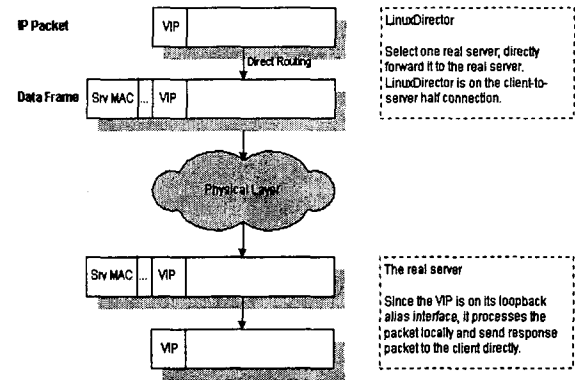 IP Packet
VIP
LinuxDirector
Select one real server, directly
forward it to the real server.
LinuxDirector is on the client-to-
server half connection.
Direct Routing
Data Frame
Srv MAC ... VIP
Physical Layer
Srv MAC ... VIP
The real server
Since the VIP is on its loopback
alias interface, it processes the
packet locally and send response
packet to the client directly.
VIP